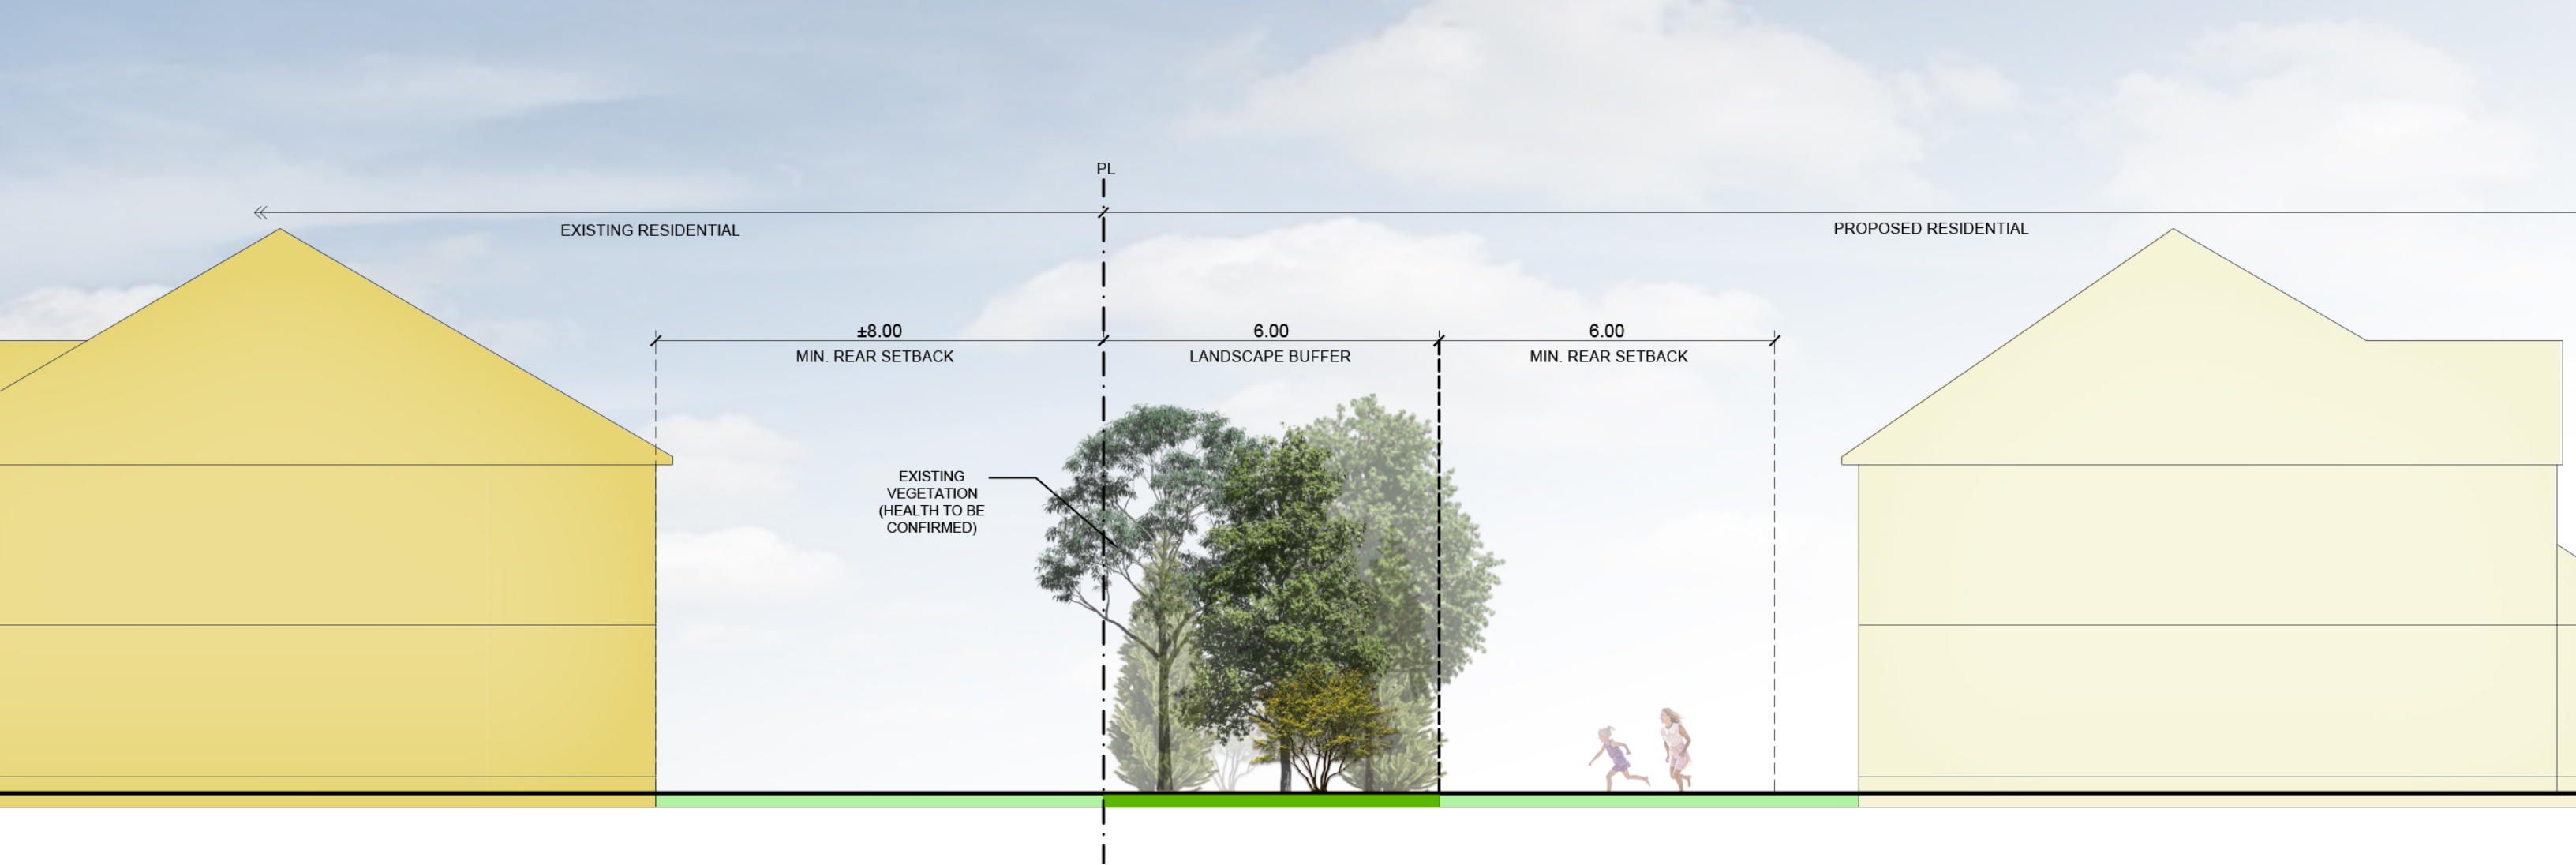 PL
EXISTING RESIDENTIAL
PROPOSED RESIDENTIAL
±8.00
MIN. REAR SETBACK
6.00
LANDSCAPE BUFFER
6.00
MIN. REAR SETBACK
EXISTING
VEGETATION
(HEALTH TO BE
CONFIRMED)